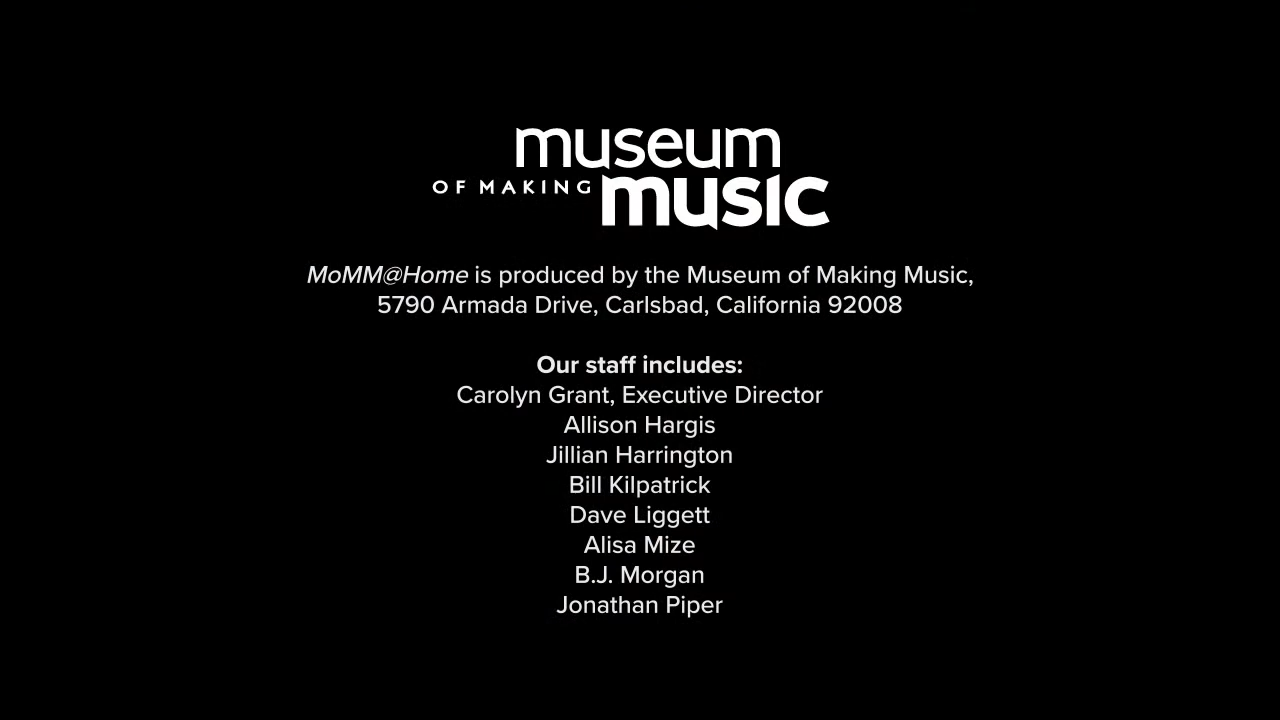 museum
OF MAKING music
MoMM@Home is produced by the Museum of Making Music,
5790 Armada Drive, Carlsbad, California 92008
Our staff includes:
Carolyn Grant, Executive Director
Allison Hargis
Jillian Harrington
Bill Kilpatrick
Dave Liggett
Alisa Mize
B.J. Morgan
Jonathan Piper